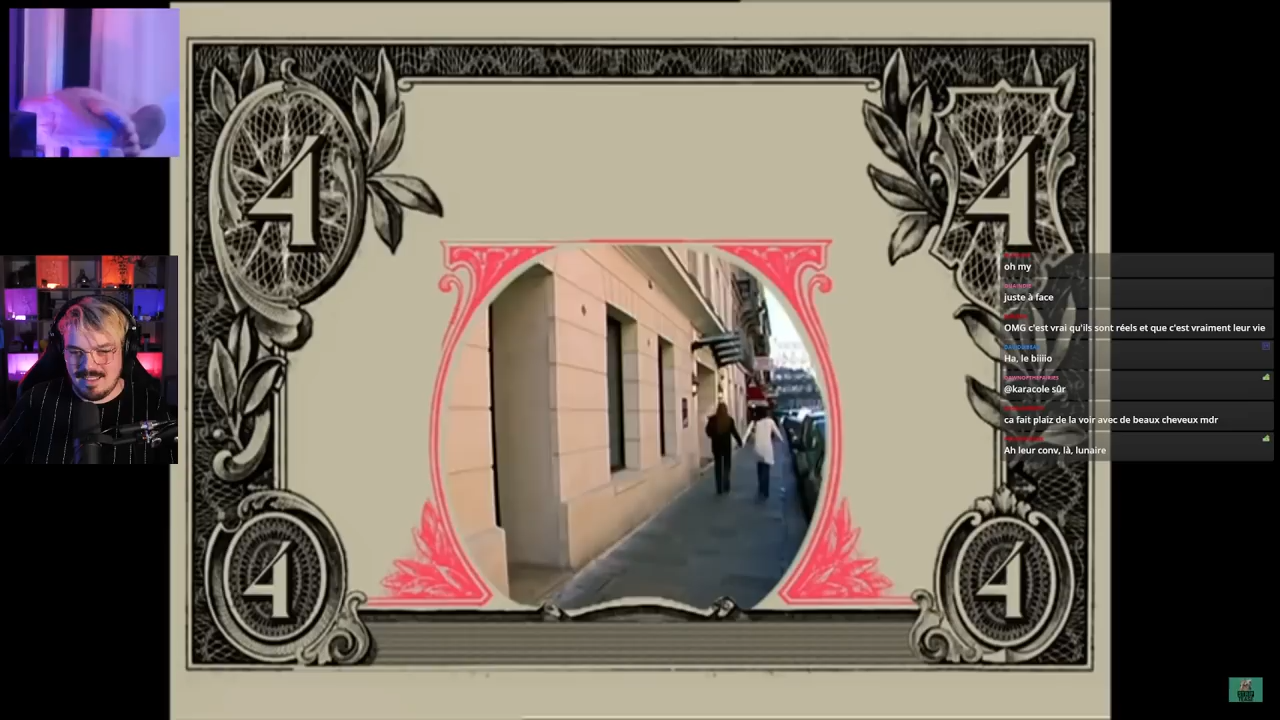 4
4
oh my
juste à face
OMG c'est vrai qu'ils sont réels et que c'est vraiment leur vie
Ha, le biiiio
@karacole sûr
ca fait plaiz de la voir avec de beaux cheveux mdr
Ah leur conv, là, lunaire
4
4